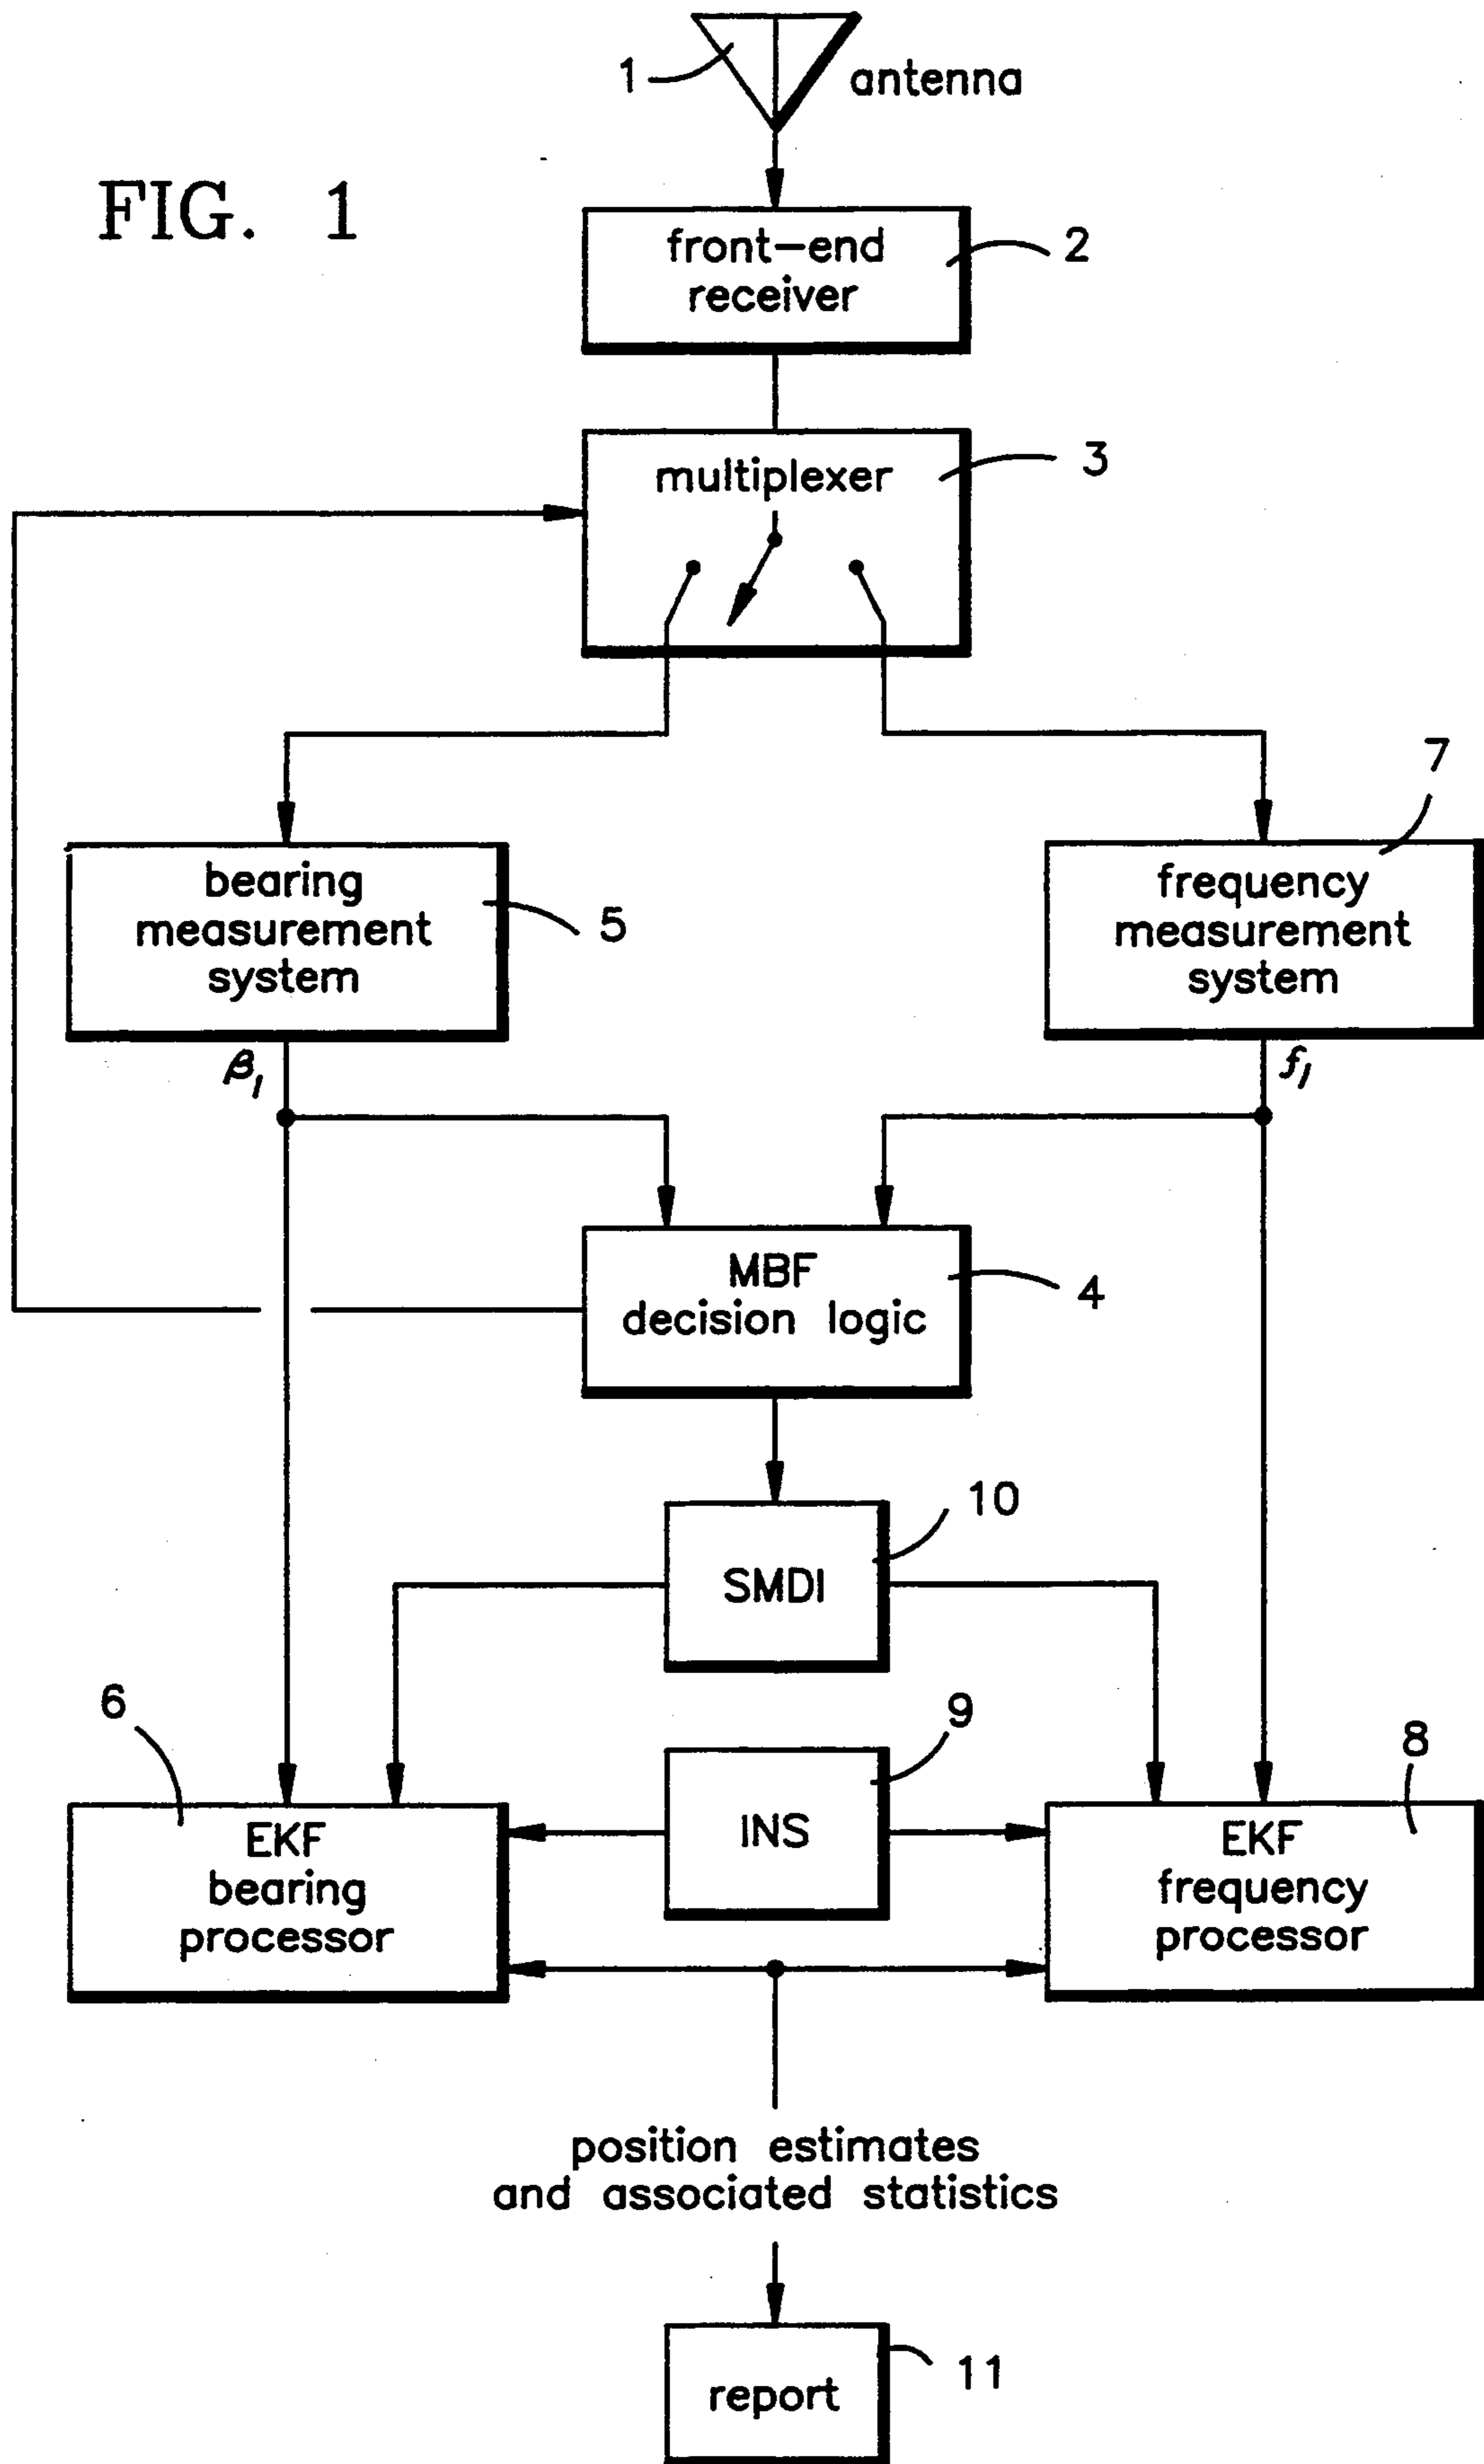 1
antenna
FIG. 1
front-end
receiver
2
multiplexer
3
7
bearing
measurement
system
5
frequency
measurement
system
β₁
f₁
MBF
decision logic
4
10
SMDI
6
9
8
INS
EKF
bearing
processor
EKF
frequency
processor
position estimates
and associated statistics
report
11